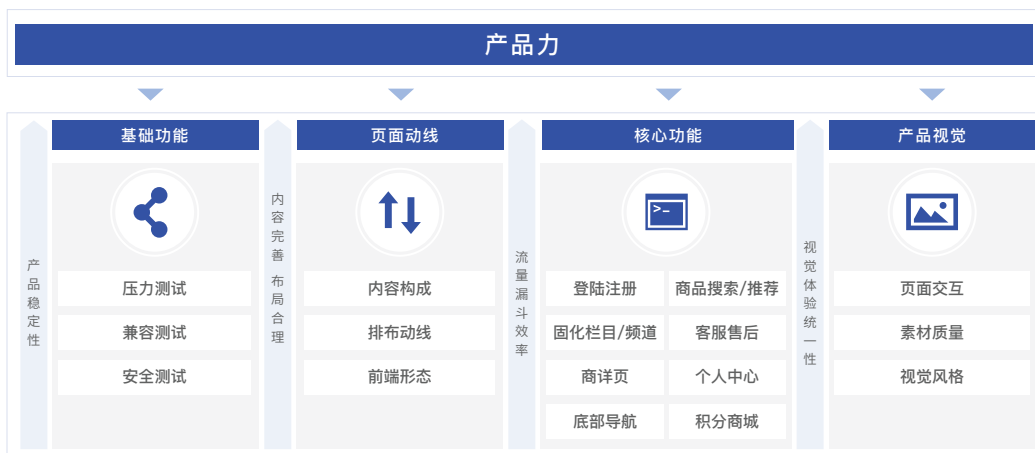 产品力
产品稳定性
基础功能
压力测试
兼容测试
安全测试
内容完善 布局合理
页面动线
内容构成
排布动线
前端形态
流量漏斗效率
核心功能
>-
登陆注册
商品搜索/推荐
固化栏目/频道
客服售后
商详页
个人中心
底部导航
积分商城
视觉体验统一性
产品视觉
页面交互
素材质量
视觉风格